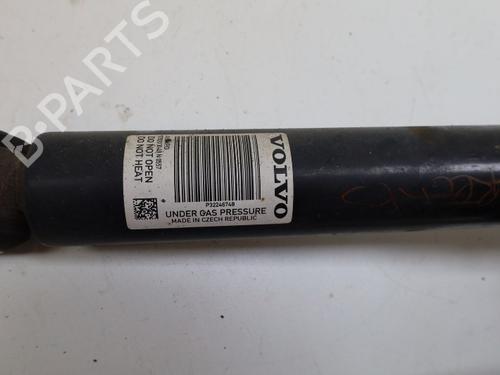 VOLVO
P32246748
UNDER GAS PRESSURE
MADE IN CZECH REPUBLIC
DO NOT OPEN
DO NOT HEAT
B-PARTS